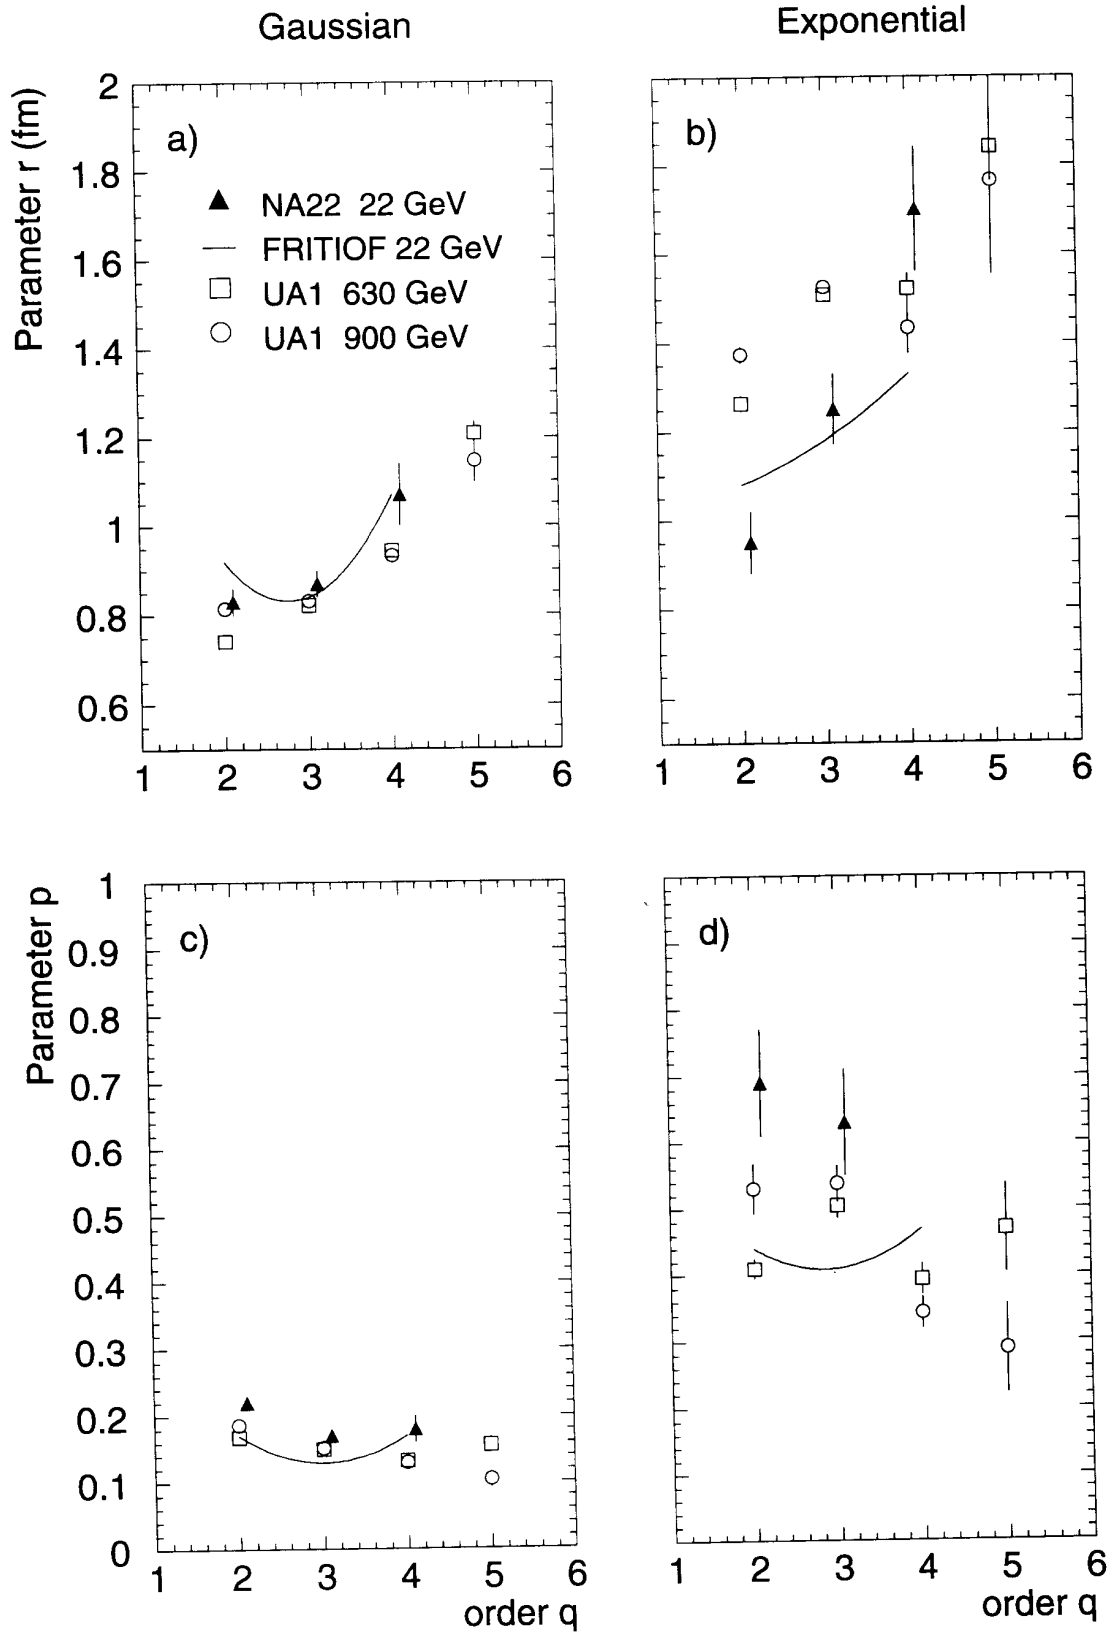 Gaussian
Exponential
Parameter r (fm)
2
1.8
1.6
1.4
1.2
1
0.8
0.6
a)
NA22 22 GeV
FRITIOF 22 GeV
UA1 630 GeV
UA1 900 GeV
1 2 3 4 5 6
b)
1 2 3 4 5 6
Parameter p
1
0.9
0.8
0.7
0.6
0.5
0.4
0.3
0.2
0.1
0
c)
1 2 3 4 5 6
order q
d)
1 2 3 4 5 6
order q